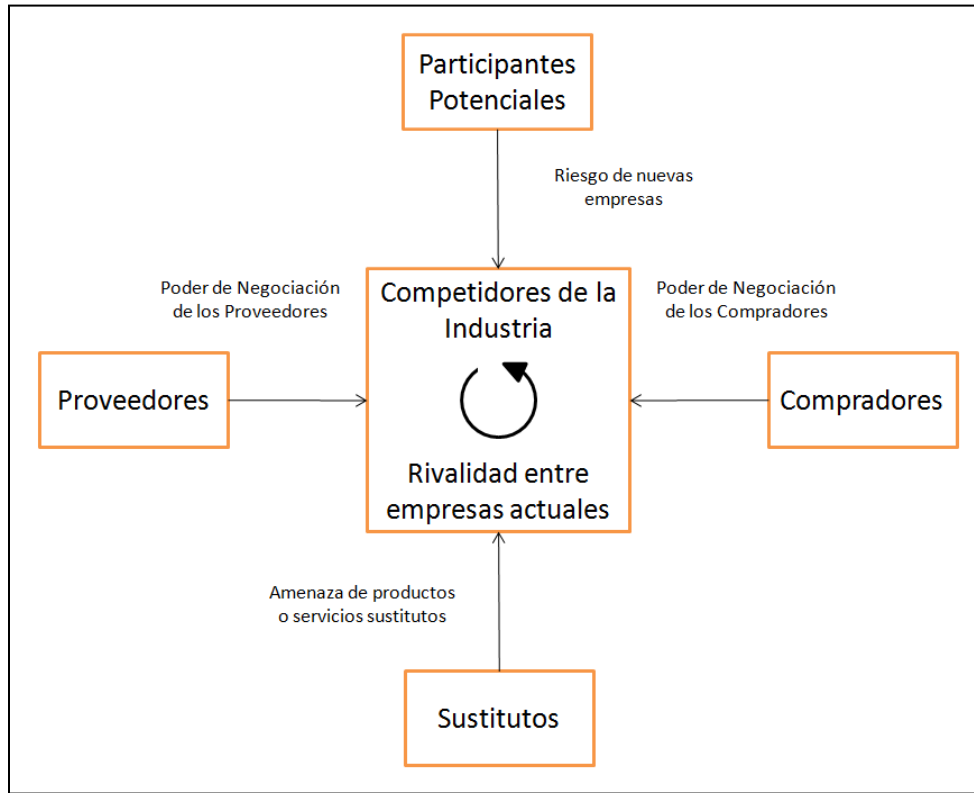 Participantes
Potenciales
Riesgo de nuevas
empresas
Poder de Negociación
de los Proveedores
Competidores de la
Industria
Poder de Negociación
de los Compradores
Proveedores
Compradores
Rivalidad entre
empresas actuales
Amenaza de productos
o servicios sustitutos
Sustitutos